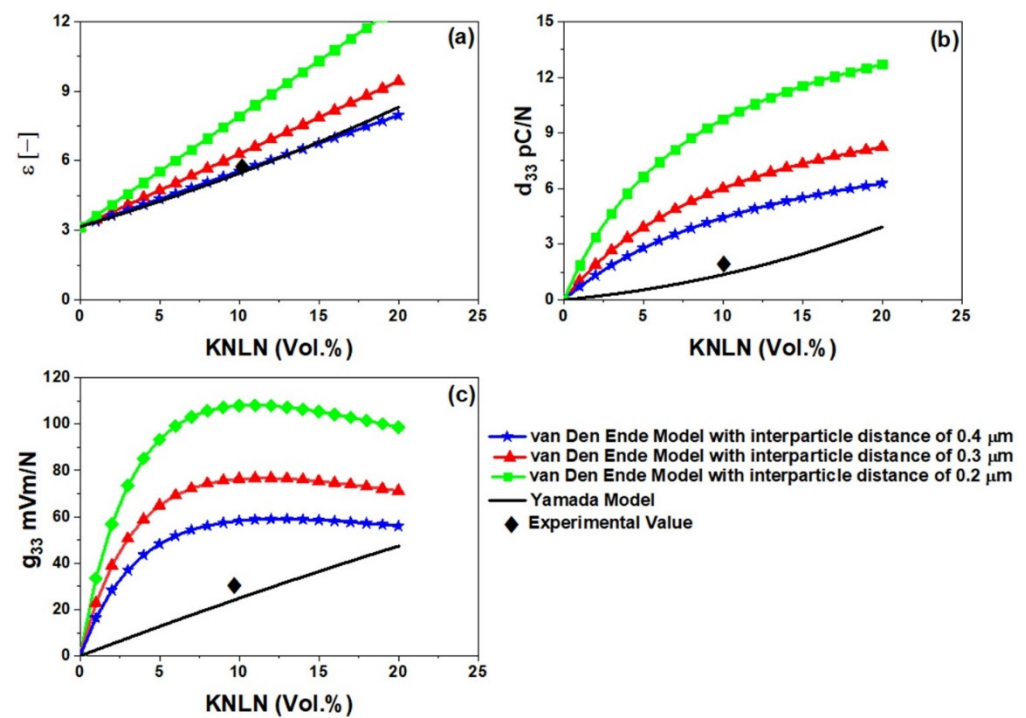 (a)
ε [−]
12
9
6
3
0
0 5 10 15 20 25
KNLN (Vol.%)
(b)
d33 pC/N
15
12
9
6
3
0
0 5 10 15 20 25
KNLN (Vol.%)
(c)
g33 mVm/N
120
100
80
60
40
20
0
0 5 10 15 20 25
KNLN (Vol.%)
van Den Ende Model with interparticle distance of 0.4 μm
van Den Ende Model with interparticle distance of 0.3 μm
van Den Ende Model with interparticle distance of 0.2 μm
Yamada Model
Experimental Value